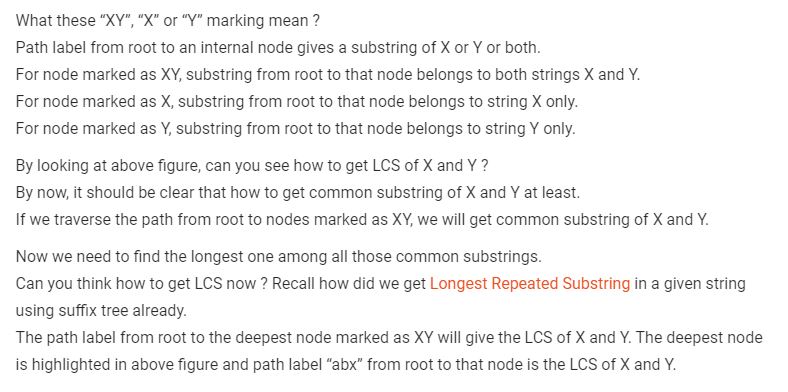 What these “XY”, “X” or “Y” marking mean ?
Path label from root to an internal node gives a substring of X or Y or both.
For node marked as XY, substring from root to that node belongs to both strings X and Y.
For node marked as X, substring from root to that node belongs to string X only.
For node marked as Y, substring from root to that node belongs to string Y only.
By looking at above figure, can you see how to get LCS of X and Y ?
By now, it should be clear that how to get common substring of X and Y at least.
If we traverse the path from root to nodes marked as XY, we will get common substring of X and Y.
Now we need to find the longest one among all those common substrings.
Can you think how to get LCS now ? Recall how did we get Longest Repeated Substring in a given string
using suffix tree already.
The path label from root to the deepest node marked as XY will give the LCS of X and Y. The deepest node
is highlighted in above figure and path label “abx” from root to that node is the LCS of X and Y.